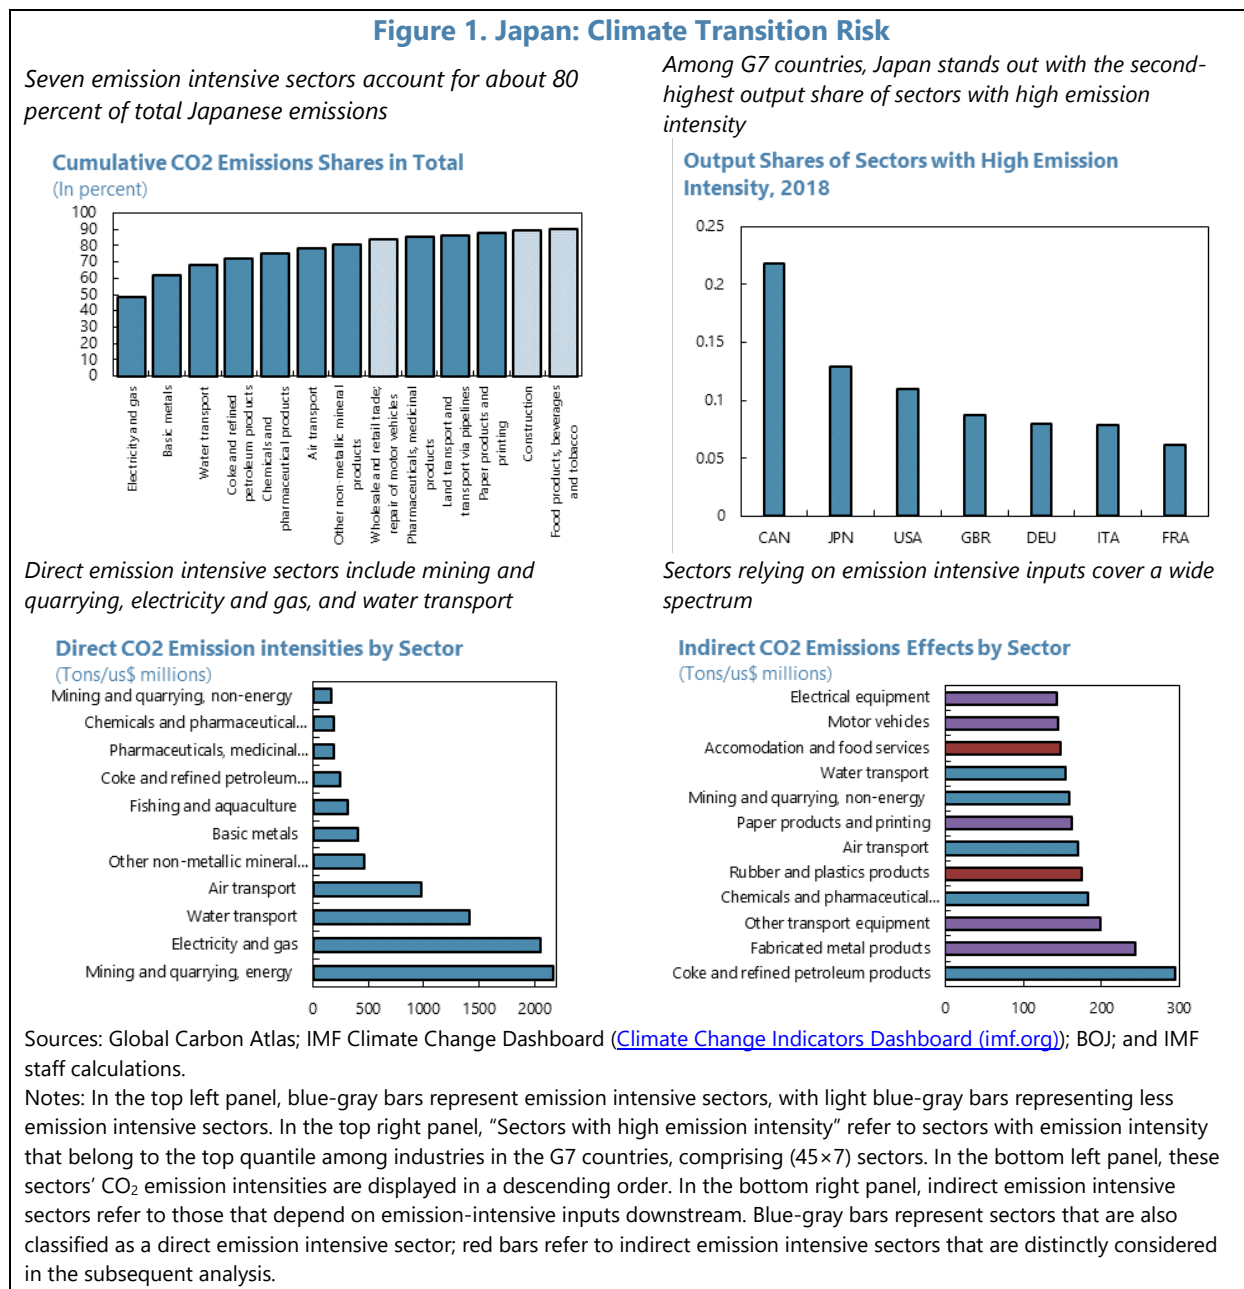 Figure 1. Japan: Climate Transition Risk
Seven emission intensive sectors account for about 80
percent of total Japanese emissions
Cumulative CO2 Emissions Shares in Total
(In percent)
100
90
80
70
60
50
40
30
20
10
0
Electricity and gas
Basic metals
Water transport
Coke and refined
petroleum products
Chemicals and
pharmaceutical products
Air transport
Other non-metallic mineral
products
Wholesale and retail trade;
repair of motor vehicles
Pharmaceuticals, medicinal
products
Land transport and
transport via pipelines
Paper products and
printing
Construction
Food products, beverages
and tobacco
Among G7 countries, Japan stands out with the second-
highest output share of sectors with high emission
intensity
Output Shares of Sectors with High Emission
Intensity, 2018
0.25
0.2
0.15
0.1
0.05
0
CAN JPN USA GBR DEU ITA FRA
Direct emission intensive sectors include mining and
quarrying, electricity and gas, and water transport
Direct CO2 Emission intensities by Sector
(Tons/us$ millions)
Mining and quarrying, non-energy
Chemicals and pharmaceutical...
Pharmaceuticals, medicinal...
Coke and refined petroleum...
Fishing and aquaculture
Basic metals
Other non-metallic mineral...
Air transport
Water transport
Electricity and gas
Mining and quarrying, energy
0 500 1000 1500 2000
Sectors relying on emission intensive inputs cover a wide
spectrum
Indirect CO2 Emissions Effects by Sector
(Tons/us$ millions)
Electrical equipment
Motor vehicles
Accomodation and food services
Water transport
Mining and quarrying, non-energy
Paper products and printing
Air transport
Rubber and plastics products
Chemicals and pharmaceutical...
Other transport equipment
Fabricated metal products
Coke and refined petroleum products
0 100 200 300
Sources: Global Carbon Atlas; IMF Climate Change Dashboard (Climate Change Indicators Dashboard (imf.org)); BOJ; and IMF
staff calculations.
Notes: In the top left panel, blue-gray bars represent emission intensive sectors, with light blue-gray bars representing less
emission intensive sectors. In the top right panel, “Sectors with high emission intensity” refer to sectors with emission intensity
that belong to the top quantile among industries in the G7 countries, comprising (45×7) sectors. In the bottom left panel, these
sectors’ CO₂ emission intensities are displayed in a descending order. In the bottom right panel, indirect emission intensive
sectors refer to those that depend on emission-intensive inputs downstream. Blue-gray bars represent sectors that are also
classified as a direct emission intensive sector; red bars refer to indirect emission intensive sectors that are distinctly considered
in the subsequent analysis.